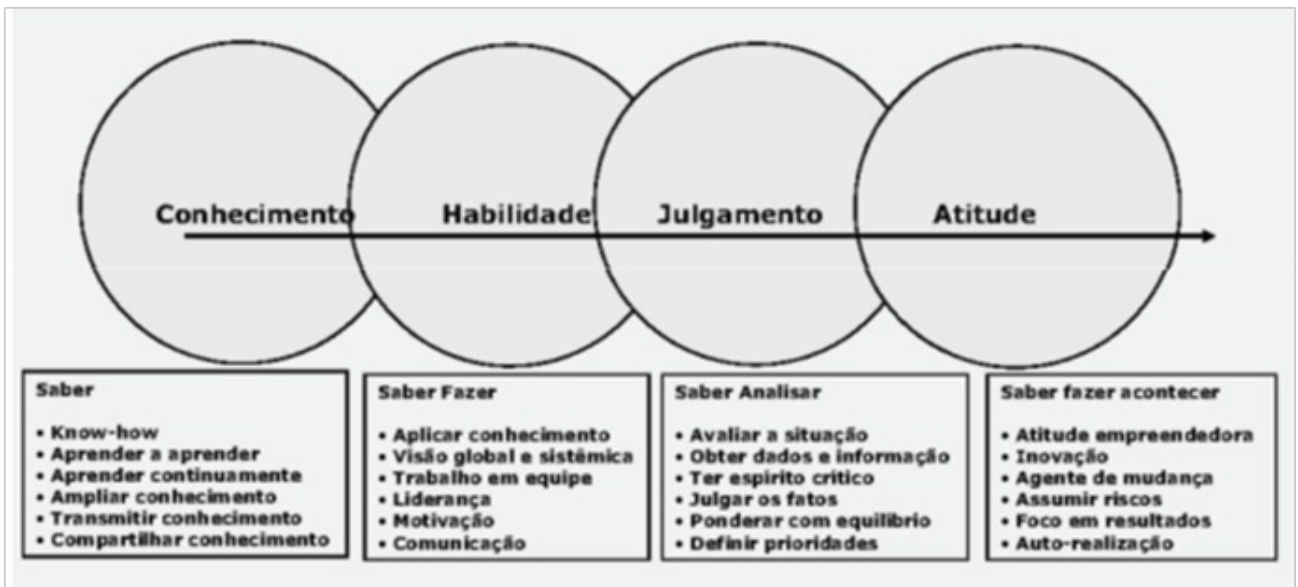 Conhecimento
Habilidade
Julgamento
Atitude
Saber
• Know-how
• Aprender a aprender
• Aprender continuamente
• Ampliar conhecimento
• Transmitir conhecimento
• Compartilhar conhecimento
Saber Fazer
• Aplicar conhecimento
• Visão global e sistêmica
• Trabalho em equipe
• Liderança
• Motivação
• Comunicação
Saber Analisar
• Avaliar a situação
• Obter dados e informação
• Ter espirito critico
• Julgar os fatos
• Ponderar com equilibrio
• Definir prioridades
Saber fazer acontecer
• Atitude empreendedora
• Inovação
• Agente de mudança
• Assumir riscos
• Foco em resultados
• Auto-realização